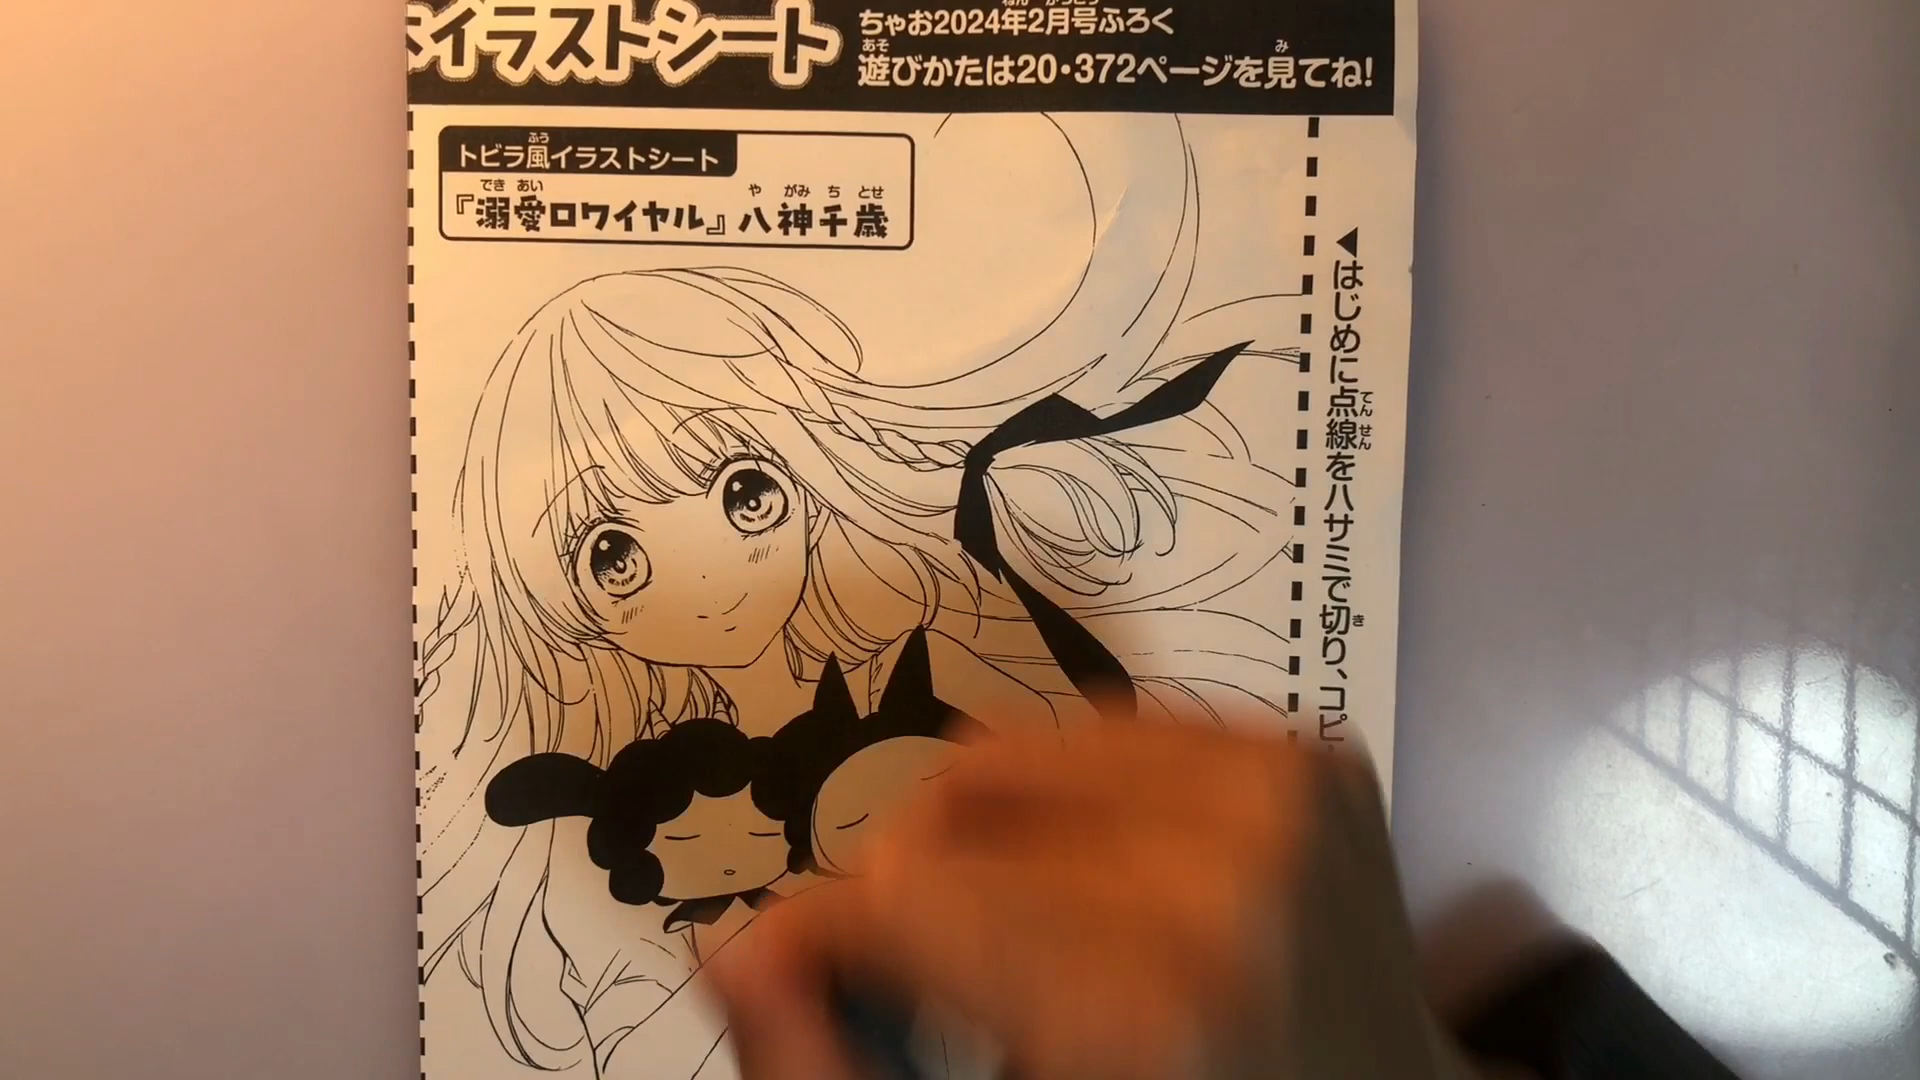 イラストシート
ちゃお2024年2月号ふろく
遊びかたは20・372ページを見てね!
トビラ風イラストシート
『溺愛ロワイヤル』八神千歳
◀はじめに点線をハサミで切り、コピ